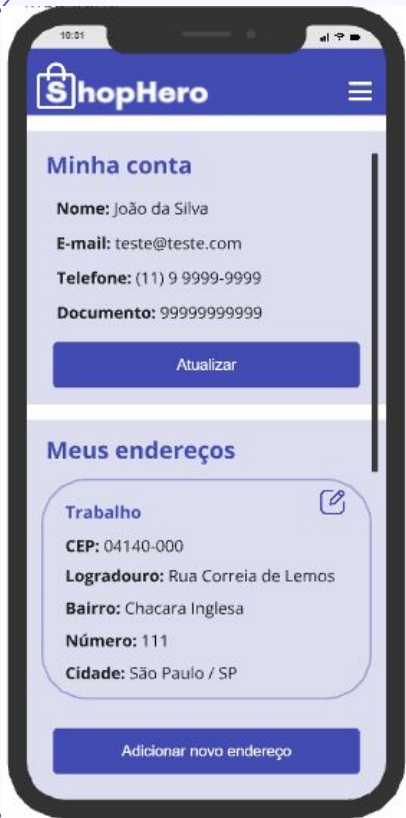 10:31
ShopHero
Minha conta
Nome: João da Silva
E-mail: teste@teste.com
Telefone: (11) 9 9999-9999
Documento: 99999999999
Atualizar
Meus endereços
Trabalho
CEP: 04140-000
Logradouro: Rua Correia de Lemos
Bairro: Chacara Inglesa
Número: 111
Cidade: São Paulo / SP
Adicionar novo endereço